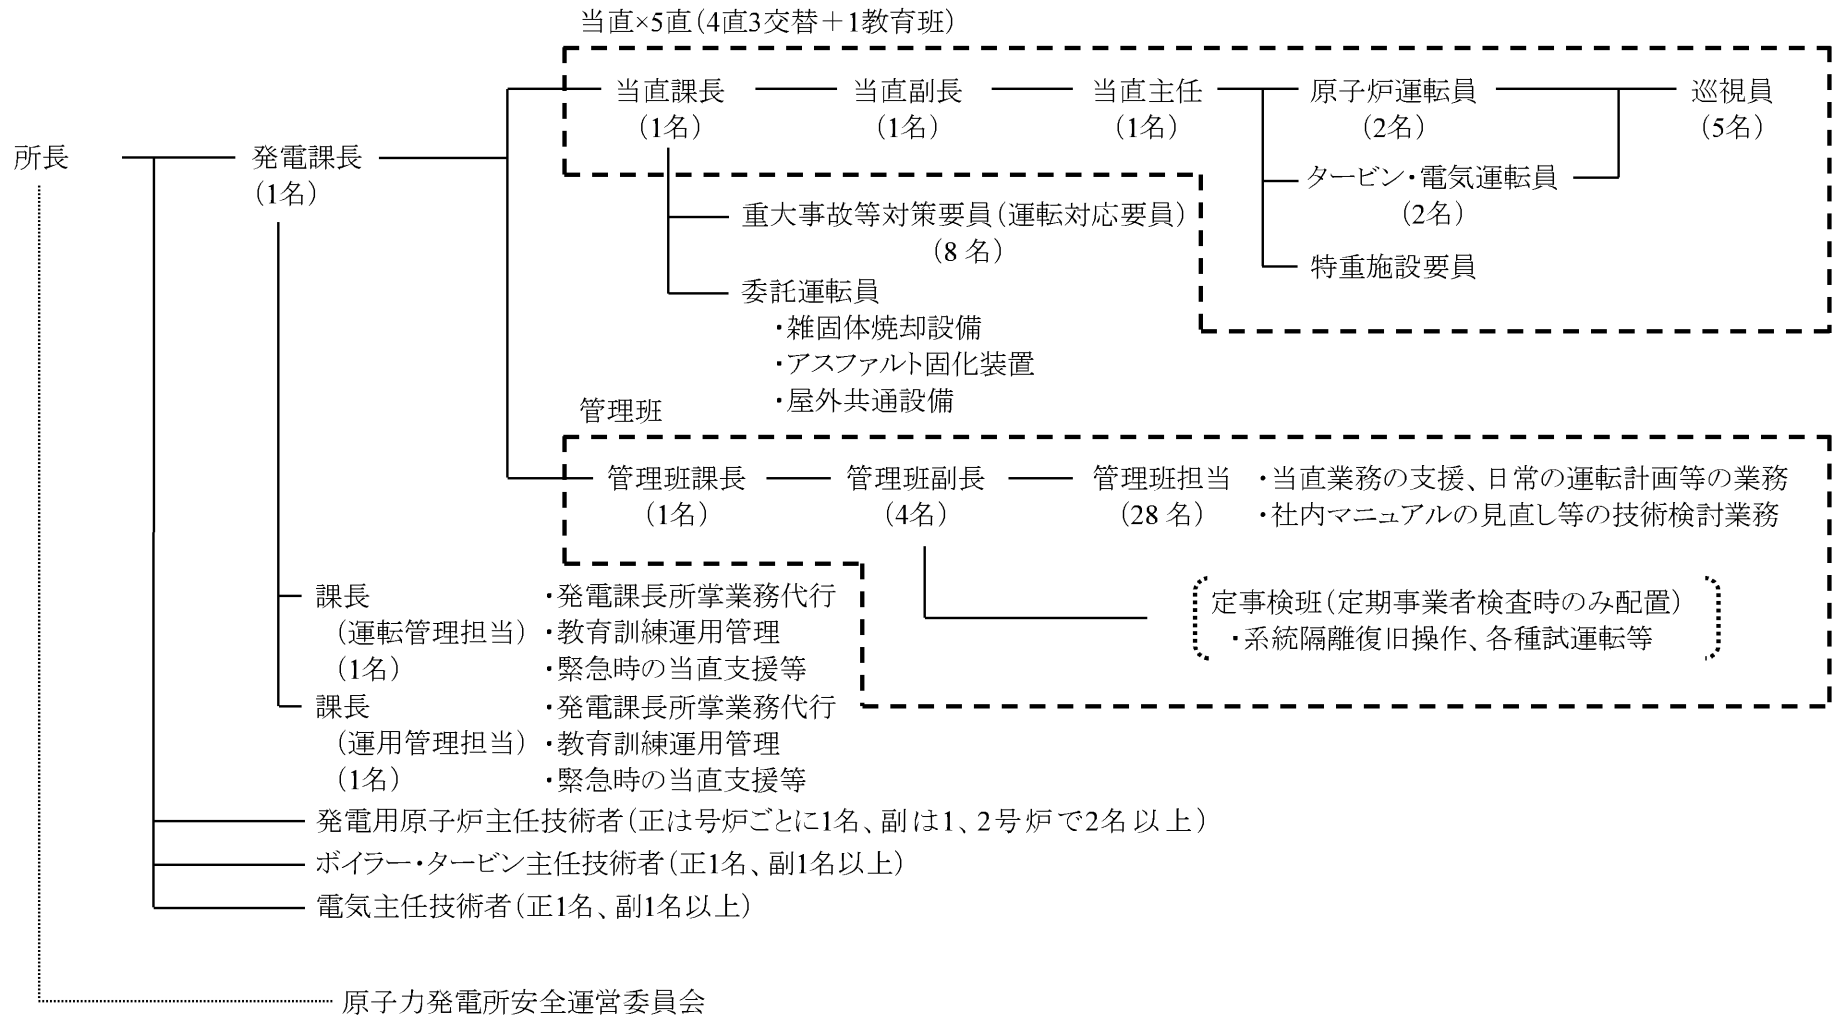 当直×5直(4直3交替＋1教育班)
当直課長
(1名)
当直副長
(1名)
当直主任
(1名)
原子炉運転員
(2名)
巡視員
(5名)
タービン・電気運転員
(2名)
特重施設要員
所長
発電課長
(1名)
重大事故等対策要員(運転対応要員)
(8 名)
委託運転員
・雑固体焼却設備
・アスファルト固化装置
・屋外共通設備
管理班
管理班課長
(1名)
管理班副長
(4名)
管理班担当
(28 名)
・当直業務の支援、日常の運転計画等の業務
・社内マニュアルの見直し等の技術検討業務
定事検班(定期事業者検査時のみ配置)
・系統隔離復旧操作、各種試運転等
課長
(運転管理担当)
(1名)
・発電課長所掌業務代行
・教育訓練運用管理
・緊急時の当直支援等
課長
(運用管理担当)
(1名)
・発電課長所掌業務代行
・教育訓練運用管理
・緊急時の当直支援等
発電用原子炉主任技術者(正は号炉ごとに1名、副は1、2号炉で2名以上)
ボイラー・タービン主任技術者(正1名、副1名以上)
電気主任技術者(正1名、副1名以上)
原子力発電所安全運営委員会